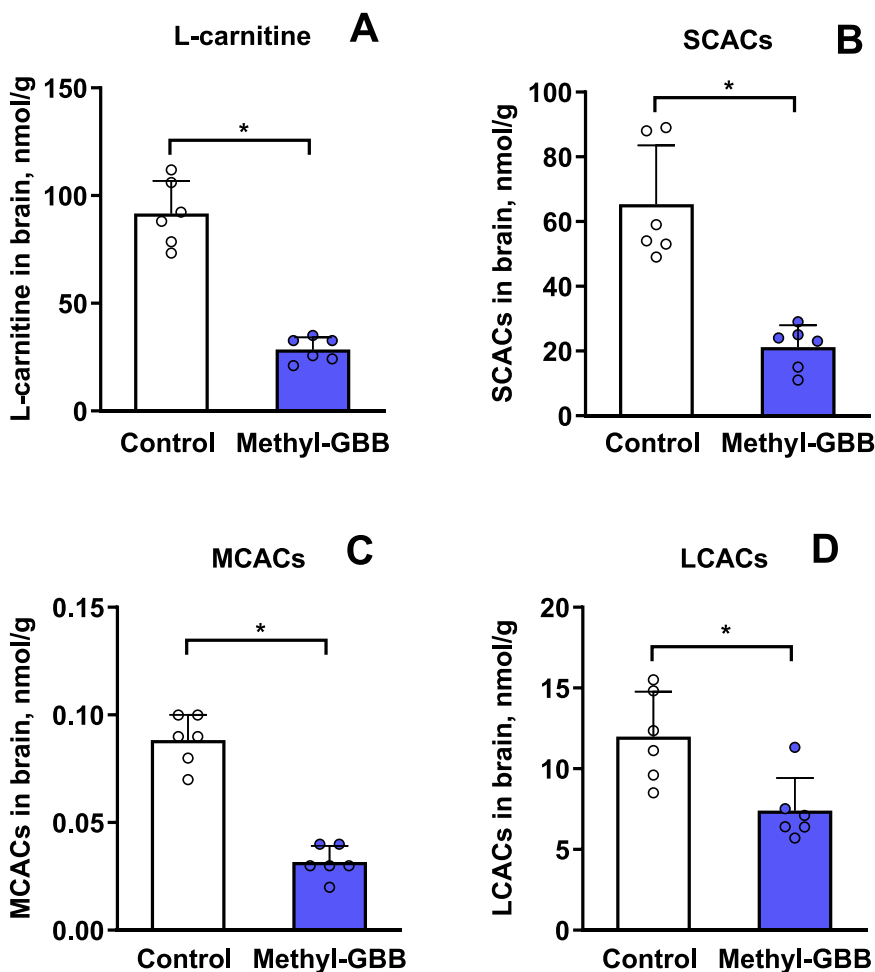 L-carnitine
A
L-carnitine in brain, nmol/g
150
100
50
0
*
Control
Methyl-GBB
SCACs
B
SCACs in brain, nmol/g
100
80
60
40
20
0
*
Control
Methyl-GBB
MCACs
C
MCACs in brain, nmol/g
0.15
0.10
0.05
0.00
*
Control
Methyl-GBB
LCACs
D
LCACs in brain, nmol/g
20
15
10
5
0
*
Control
Methyl-GBB